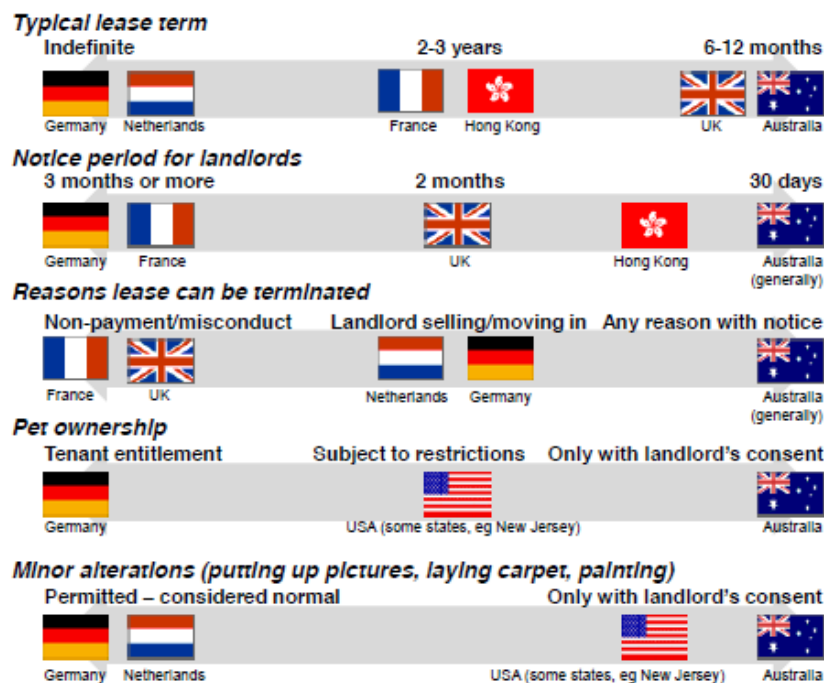 Typical lease term
Indefinite 2-3 years 6-12 months
Germany Netherlands France Hong Kong UK Australia
Notice period for landlords
3 months or more 2 months 30 days
Germany France UK Hong Kong Australia
(generally)
Reasons lease can be terminated
Non-payment/misconduct Landlord selling/moving in Any reason with notice
France UK Netherlands Germany Australia
(generally)
Pet ownership
Tenant entitlement Subject to restrictions Only with landlord's consent
Germany USA (some states, eg New Jersey) Australia
Minor alterations (putting up pictures, laying carpet, painting)
Permitted – considered normal Only with landlord's consent
Germany Netherlands USA (some states, eg New Jersey) Australia